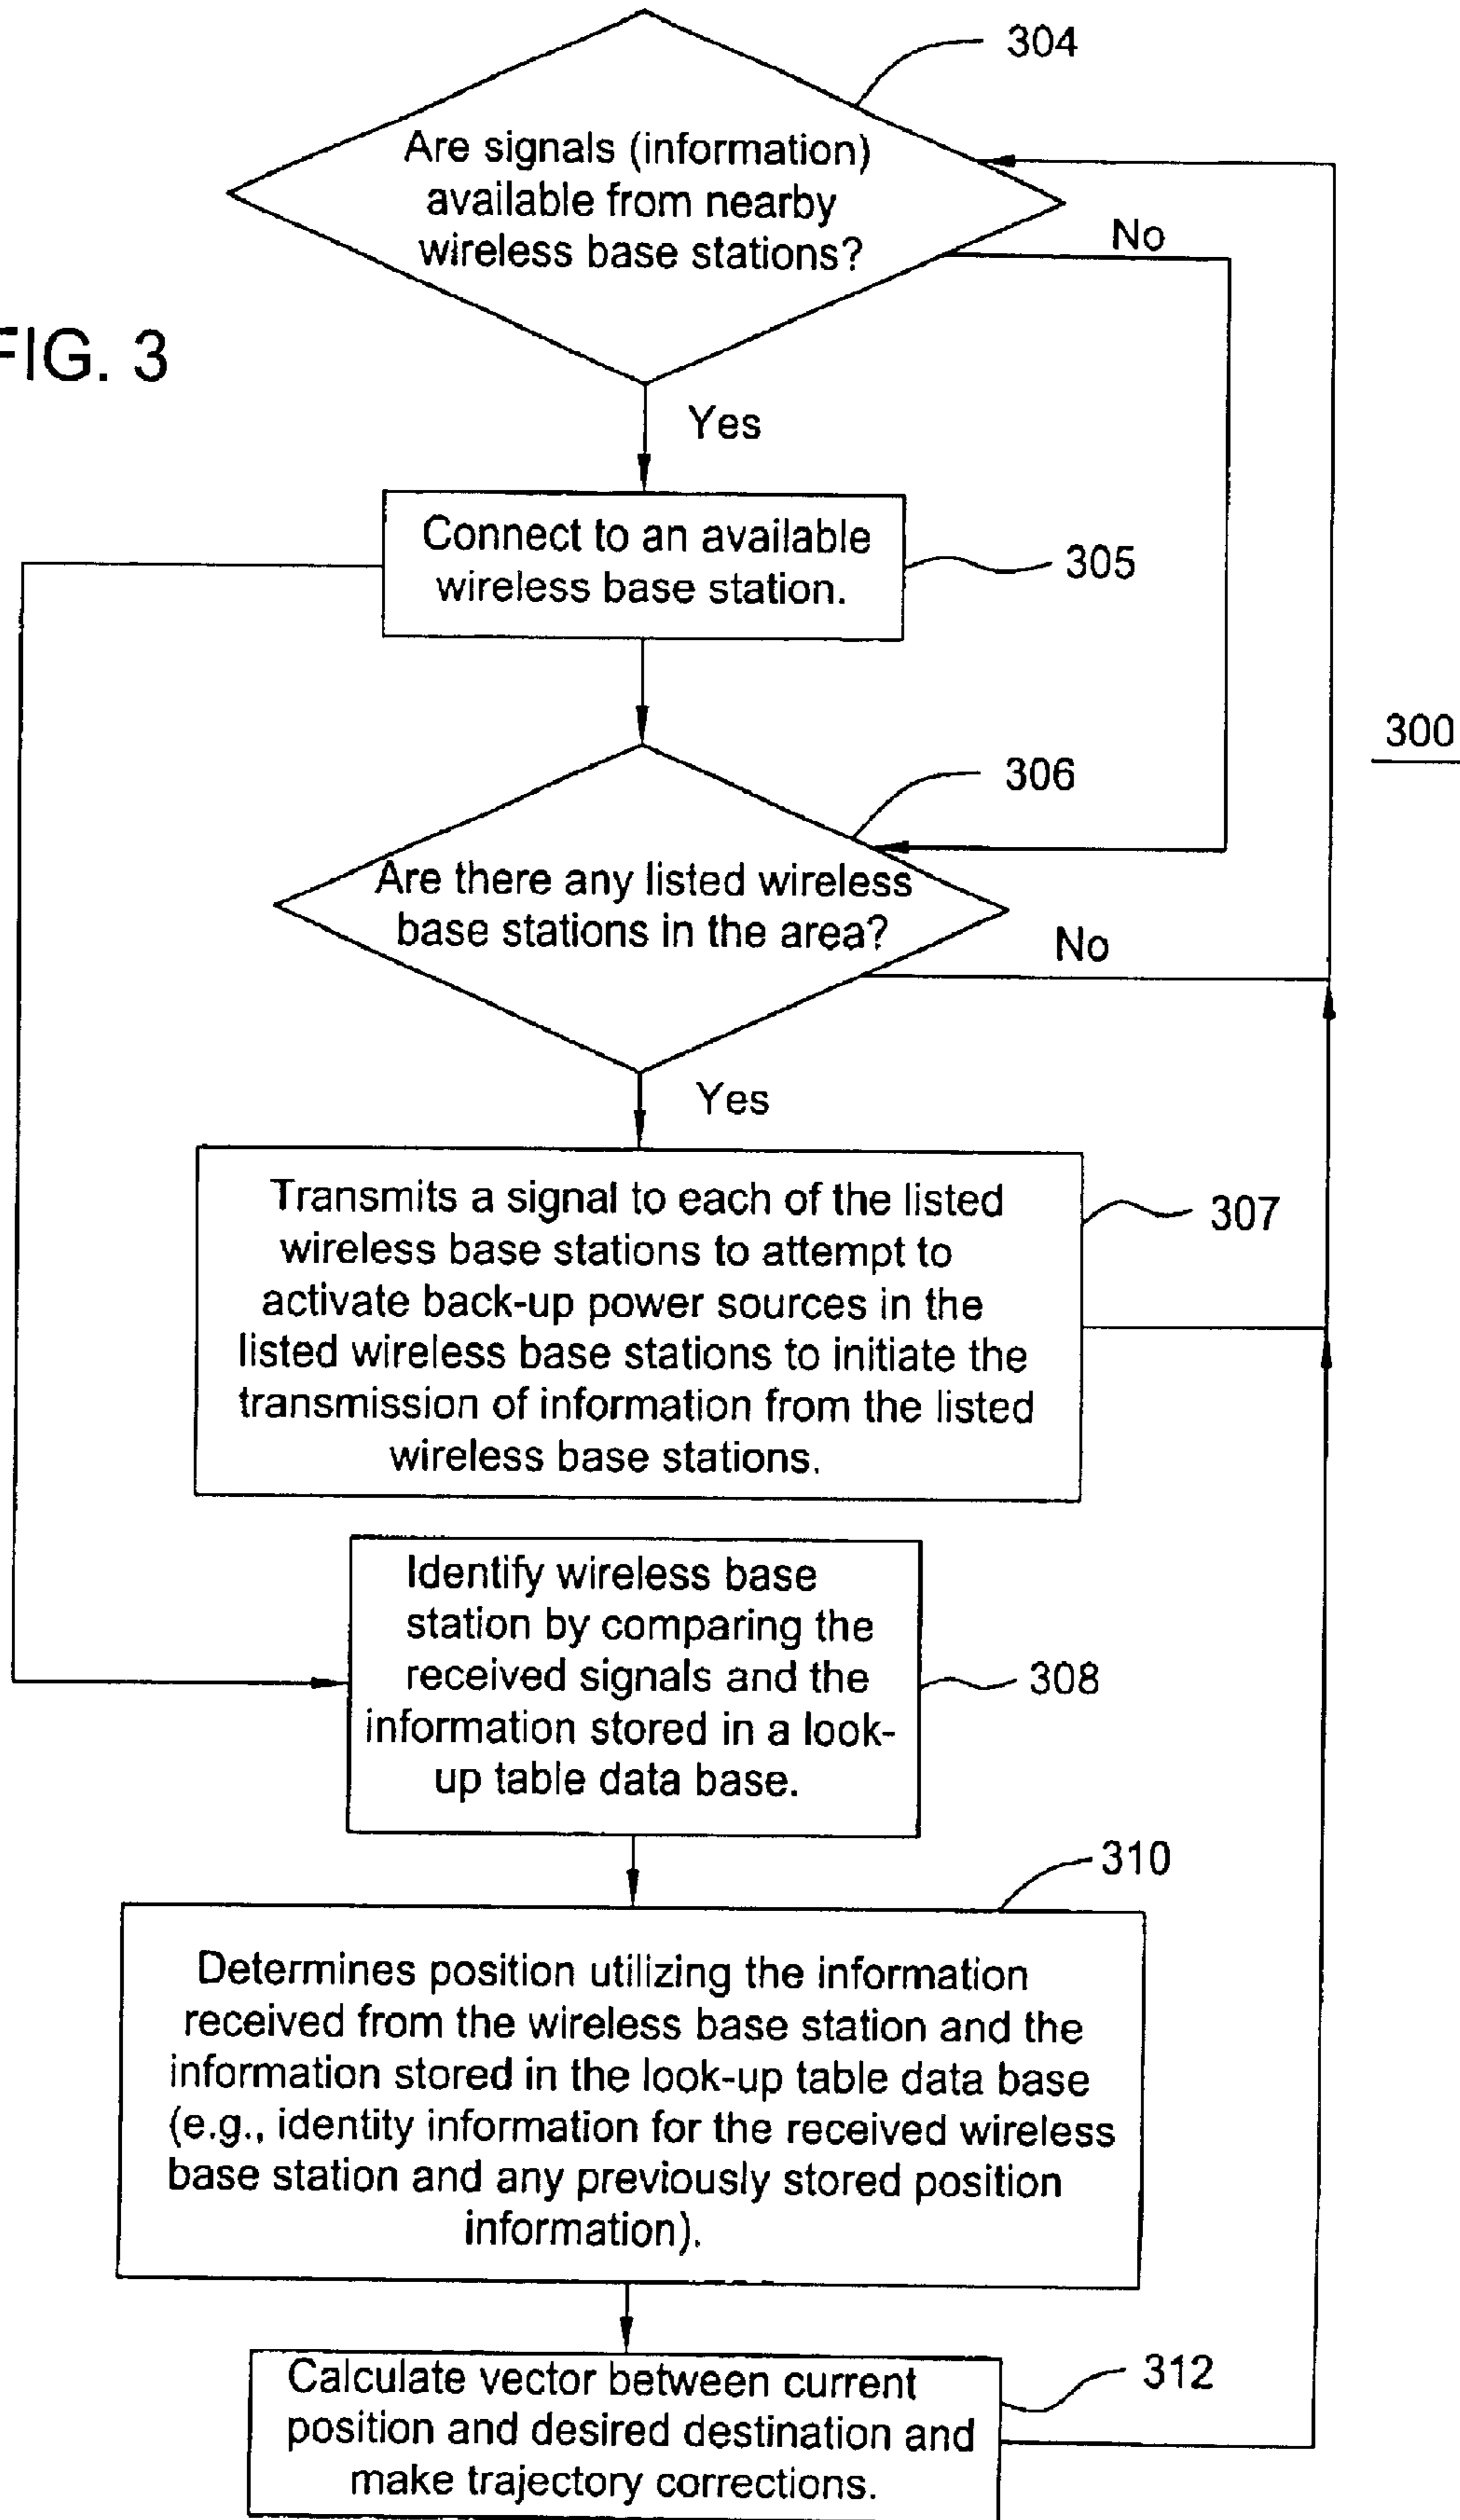 304
Are signals (information)
available from nearby
wireless base stations?
No
FIG. 3
Yes
Connect to an available
wireless base station.
305
300
306
Are there any listed wireless
base stations in the area?
No
Yes
Transmits a signal to each of the listed
wireless base stations to attempt to
activate back-up power sources in the
listed wireless base stations to initiate the
transmission of information from the listed
wireless base stations.
307
Identify wireless base
station by comparing the
received signals and the
information stored in a look-
up table data base.
308
310
Determines position utilizing the information
received from the wireless base station and the
information stored in the look-up table data base
(e.g., identity information for the received wireless
base station and any previously stored position
information).
Calculate vector between current
position and desired destination and
make trajectory corrections.
312